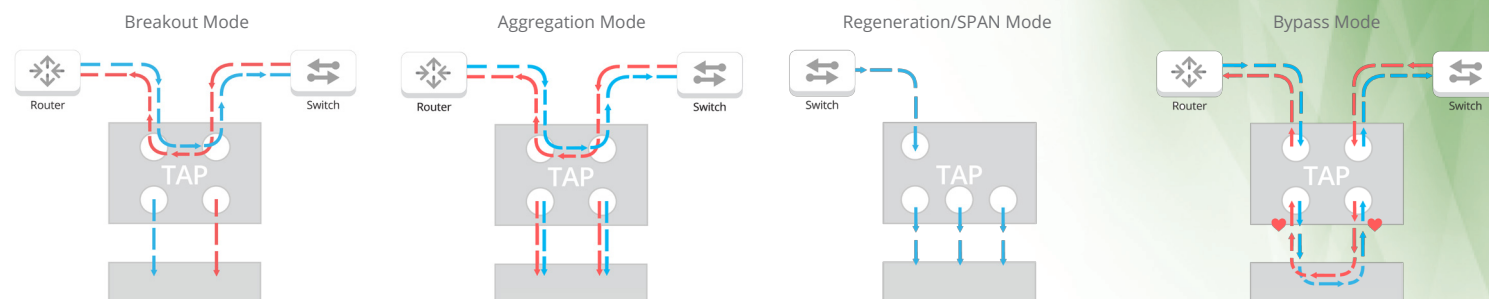 Breakout Mode
Router
Switch
TAP
Aggregation Mode
Router
Switch
TAP
Regeneration/SPAN Mode
Switch
TAP
Bypass Mode
Router
Switch
TAP